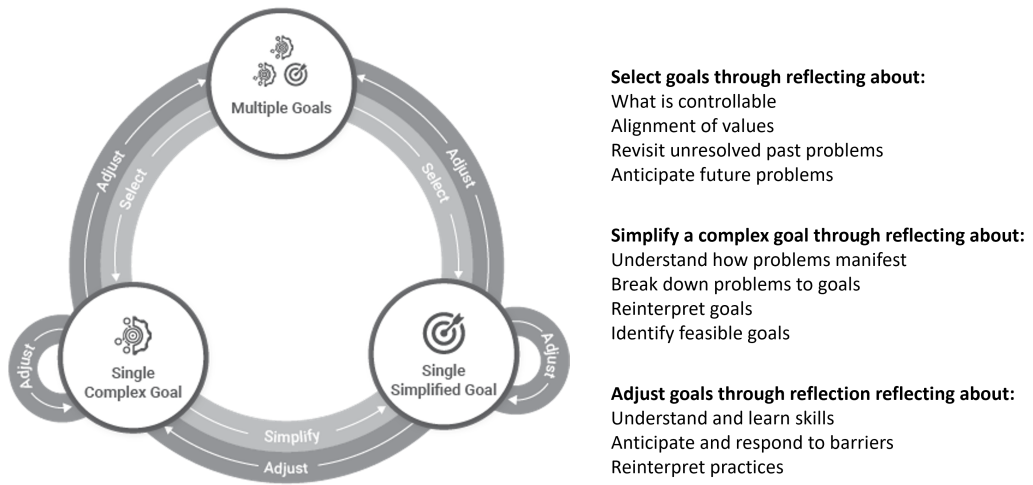 Multiple Goals
Adjust
Select
Select
Adjust
Single
Complex Goal
Adjust
Single
Simplified Goal
Adjust
Simplify
Adjust
Select goals through reflecting about:
What is controllable
Alignment of values
Revisit unresolved past problems
Anticipate future problems
Simplify a complex goal through reflecting about:
Understand how problems manifest
Break down problems to goals
Reinterpret goals
Identify feasible goals
Adjust goals through reflection reflecting about:
Understand and learn skills
Anticipate and respond to barriers
Reinterpret practices